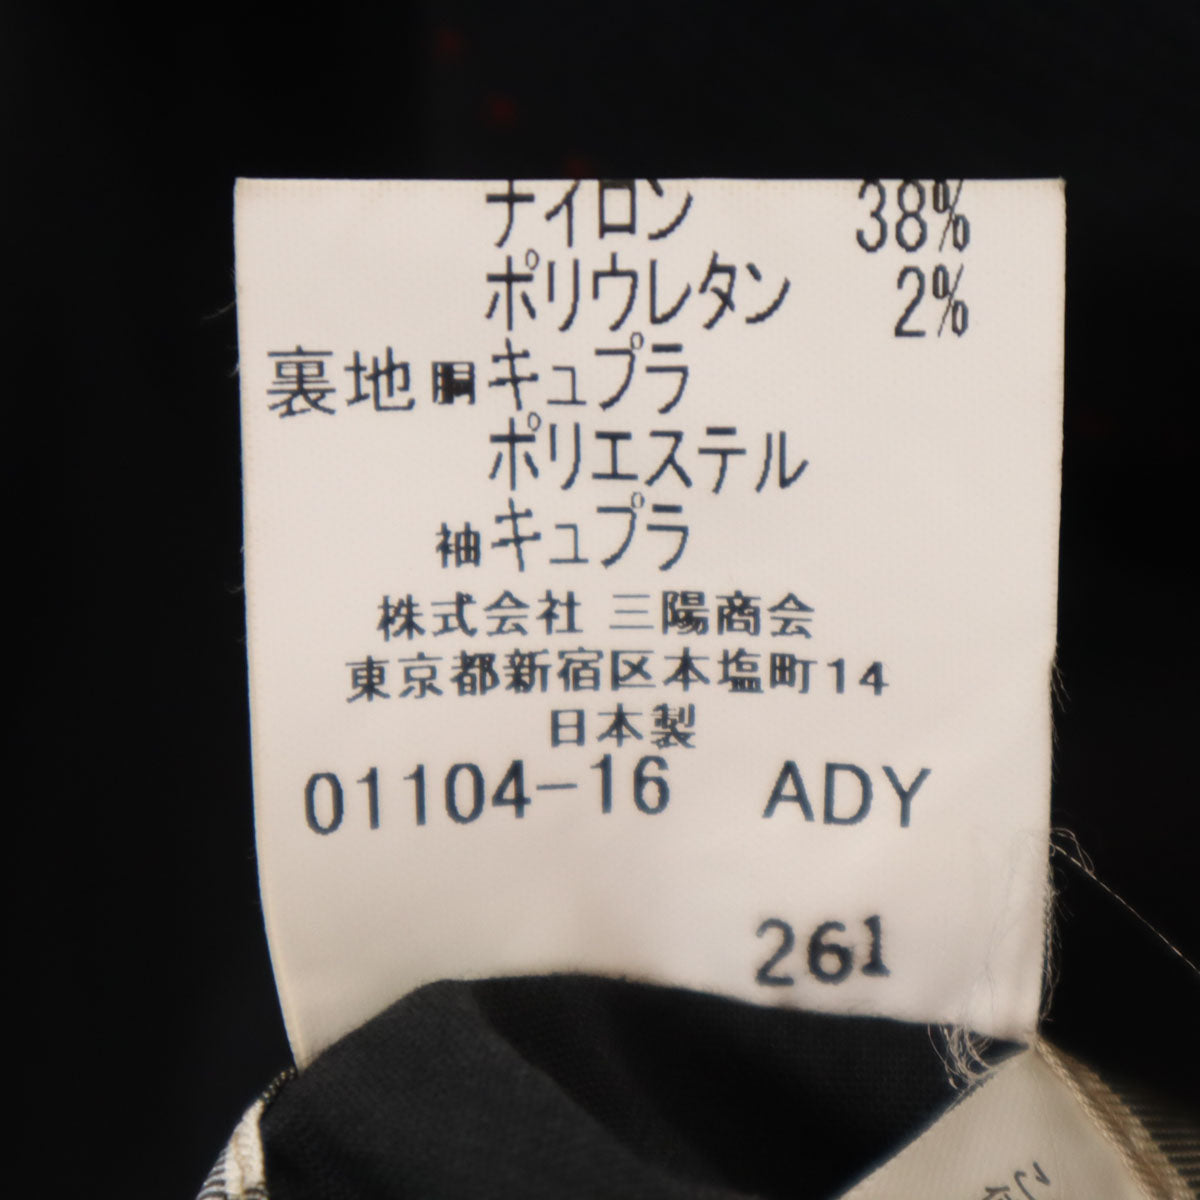 ナイロン 38%
ポリウレタン 2%
裏地 胴 キュプラ
ポリエステル
袖 キュプラ
株式会社 三陽商会
東京都新宿区本塩町14
日本製
01104-16 ADY
261